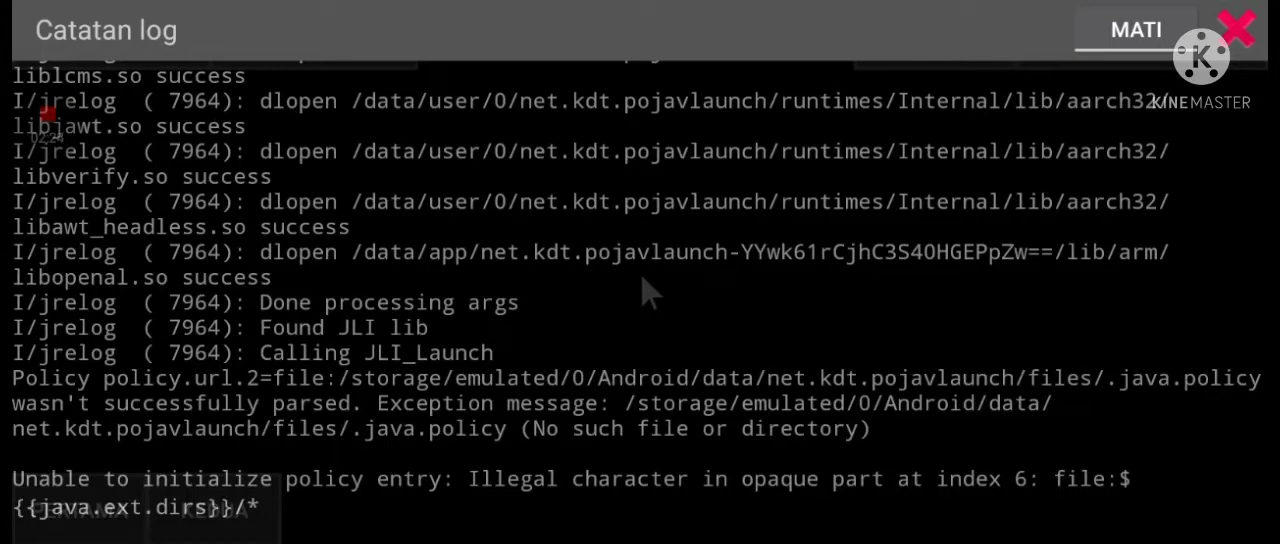 Catatan log
MATI
K
KINEMASTER
liblcms.so success
I/jrelog  ( 7964): dlopen /data/user/0/net.kdt.pojavlaunch/runtimes/Internal/lib/aarch32/
libjawt.so success
I/jrelog  ( 7964): dlopen /data/user/0/net.kdt.pojavlaunch/runtimes/Internal/lib/aarch32/
libverify.so success
I/jrelog  ( 7964): dlopen /data/user/0/net.kdt.pojavlaunch/runtimes/Internal/lib/aarch32/
libawt_headless.so success
I/jrelog  ( 7964): dlopen /data/app/net.kdt.pojavlaunch-YYwk61rCjhC3S4OHGEPpZw==/lib/arm/
libopenal.so success
I/jrelog  ( 7964): Done processing args
I/jrelog  ( 7964): Found JLI lib
I/jrelog  ( 7964): Calling JLI_Launch
Policy policy.url.2=file:/storage/emulated/0/Android/data/net.kdt.pojavlaunch/files/.java.policy
wasn't successfully parsed. Exception message: /storage/emulated/0/Android/data/
net.kdt.pojavlaunch/files/.java.policy (No such file or directory)
Unable to initialize policy entry: Illegal character in opaque part at index 6: file:$
{{java.ext.dirs}}/*